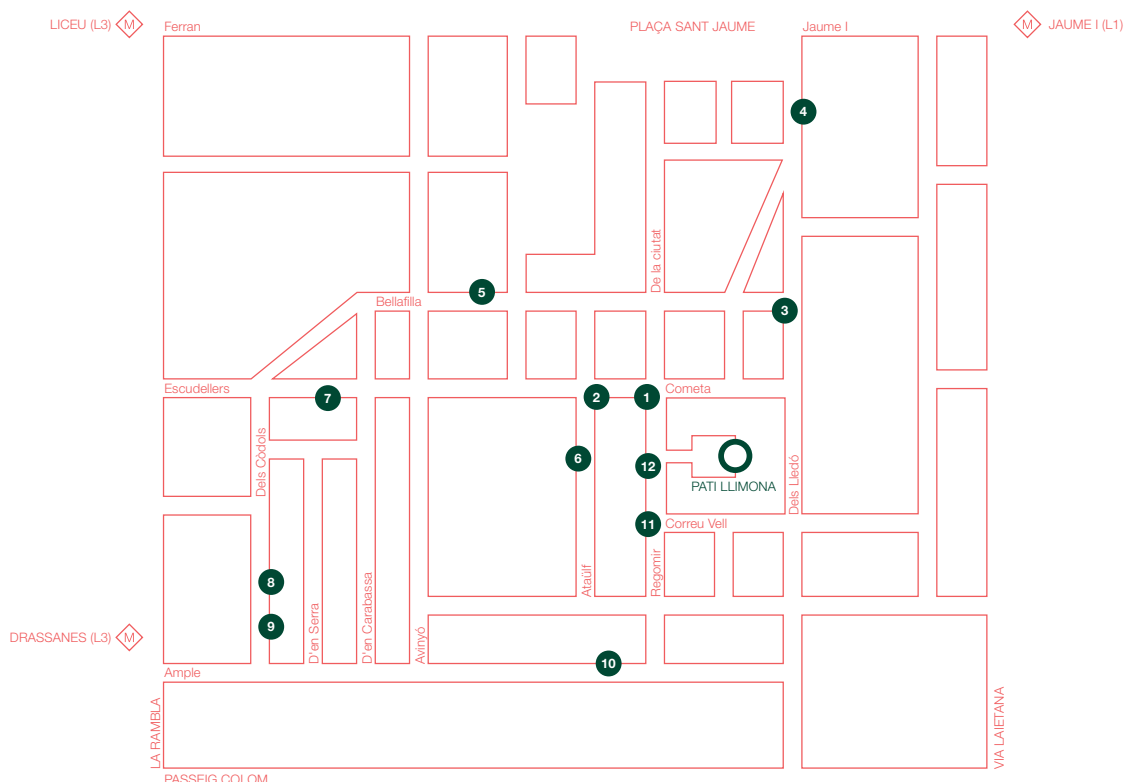 LICEU (L3) M
Ferran
PLAÇA SANT JAUME
Jaume I
M JAUME I (L1)
4
De la ciutat
5
Bellafilla
3
Escudellers
Cometa
7
2
1
Dels Còdols
6
12
PATI LLIMONA
Dels Lledó
11
Correu Vell
8
Ataülf
Regomir
9
D'en Serra
D'en Carabassa
Avinyó
DRASSANES (L3) M
10
Ample
LA RAMBLA
VIA LAIETANA
PASSEIG COLOM